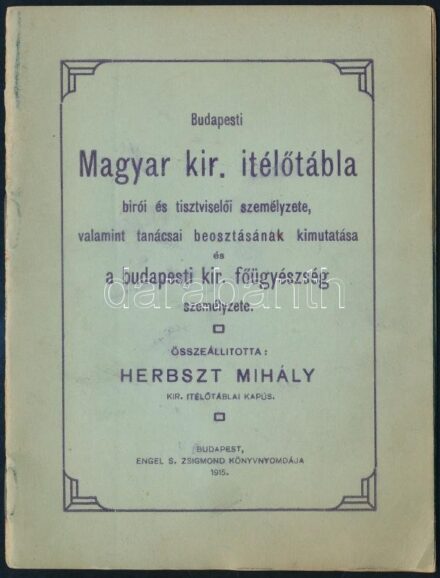 Budapesti
Magyar kir. itélőtábla
birói és tisztviselői személyzete,
valamint tanácsai beosztásának kimutatása
és
a budapesti kir. főügyészség
darabanth
személyzete.
ÖSSZEÁLLITOTTA:
HERBSZT MIHÁLY
KIR. ITÉLŐTÁBLAI KAPUS.
BUDAPEST,
ENGEL S. ZSIGMOND KÖNYVNYOMDÁJA
1915.